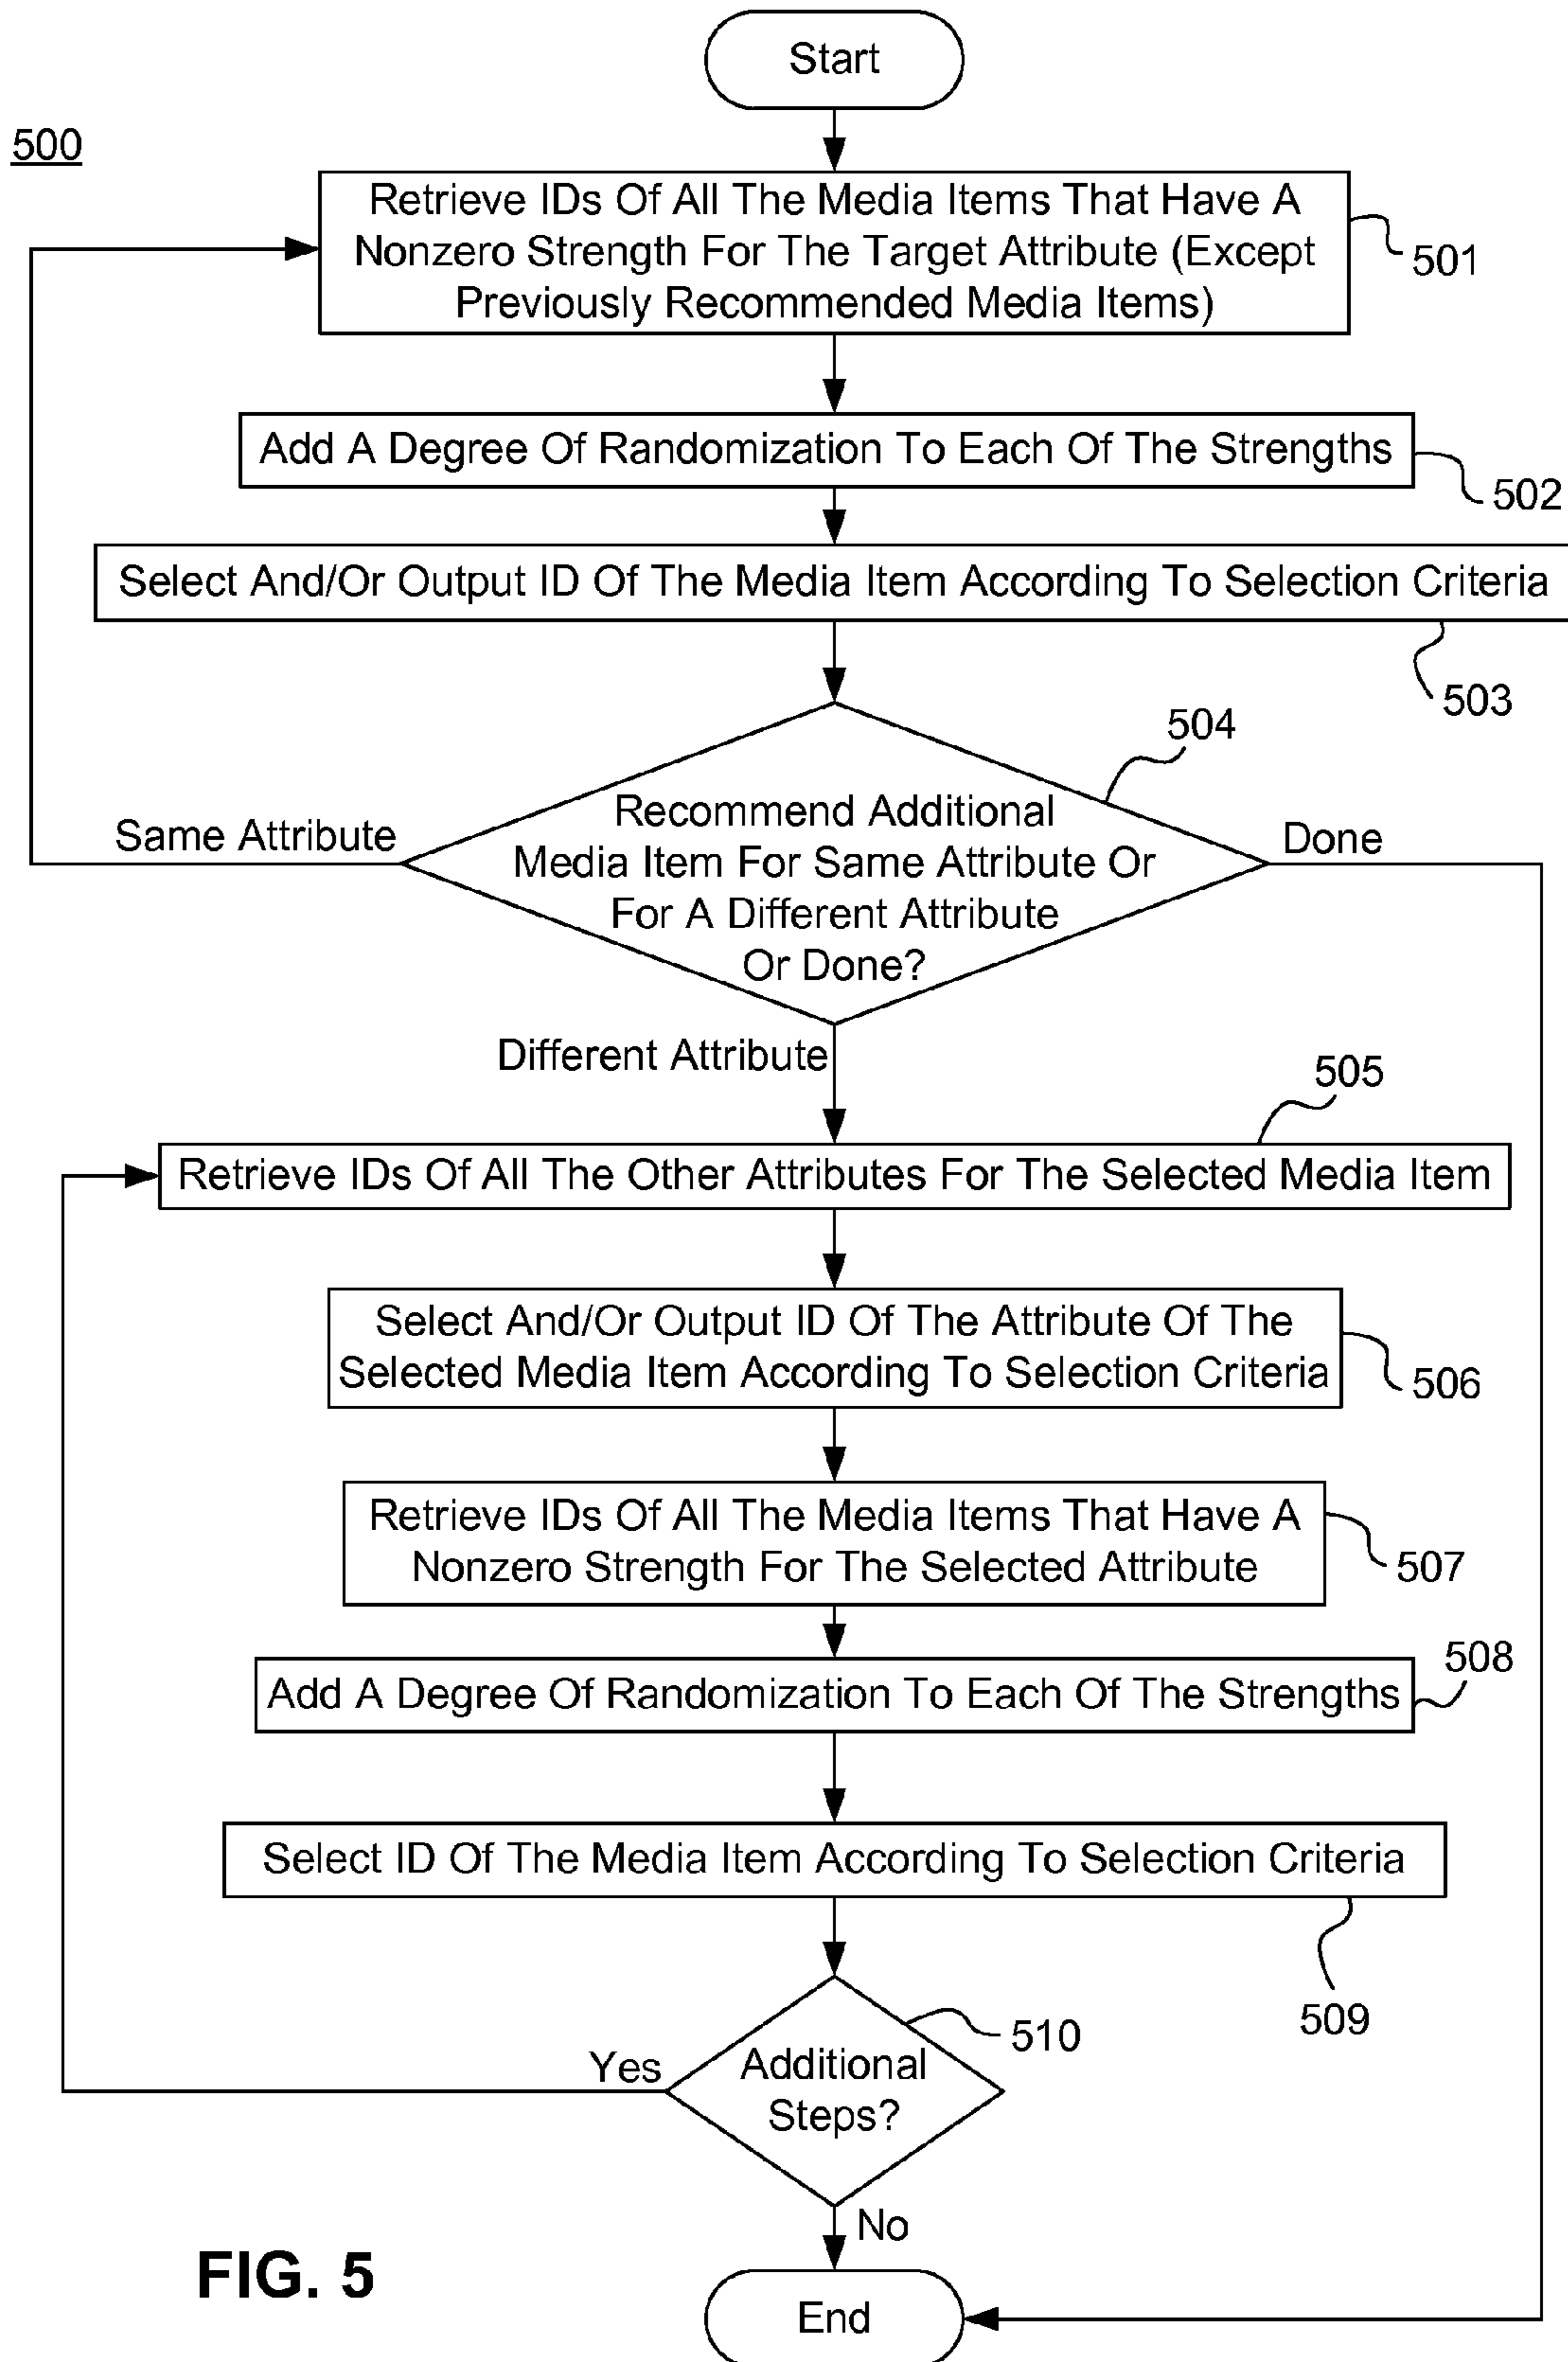 Start
500
Retrieve IDs Of All The Media Items That Have A
Nonzero Strength For The Target Attribute (Except
Previously Recommended Media Items)
501
Add A Degree Of Randomization To Each Of The Strengths
502
Select And/Or Output ID Of The Media Item According To Selection Criteria
503
504
Recommend Additional
Media Item For Same Attribute Or
For A Different Attribute
Or Done?
Same Attribute
Done
Different Attribute
505
Retrieve IDs Of All The Other Attributes For The Selected Media Item
Select And/Or Output ID Of The Attribute Of The
Selected Media Item According To Selection Criteria
506
Retrieve IDs Of All The Media Items That Have A
Nonzero Strength For The Selected Attribute
507
508
Add A Degree Of Randomization To Each Of The Strengths
Select ID Of The Media Item According To Selection Criteria
509
510
Additional
Steps?
Yes
No
FIG. 5
End